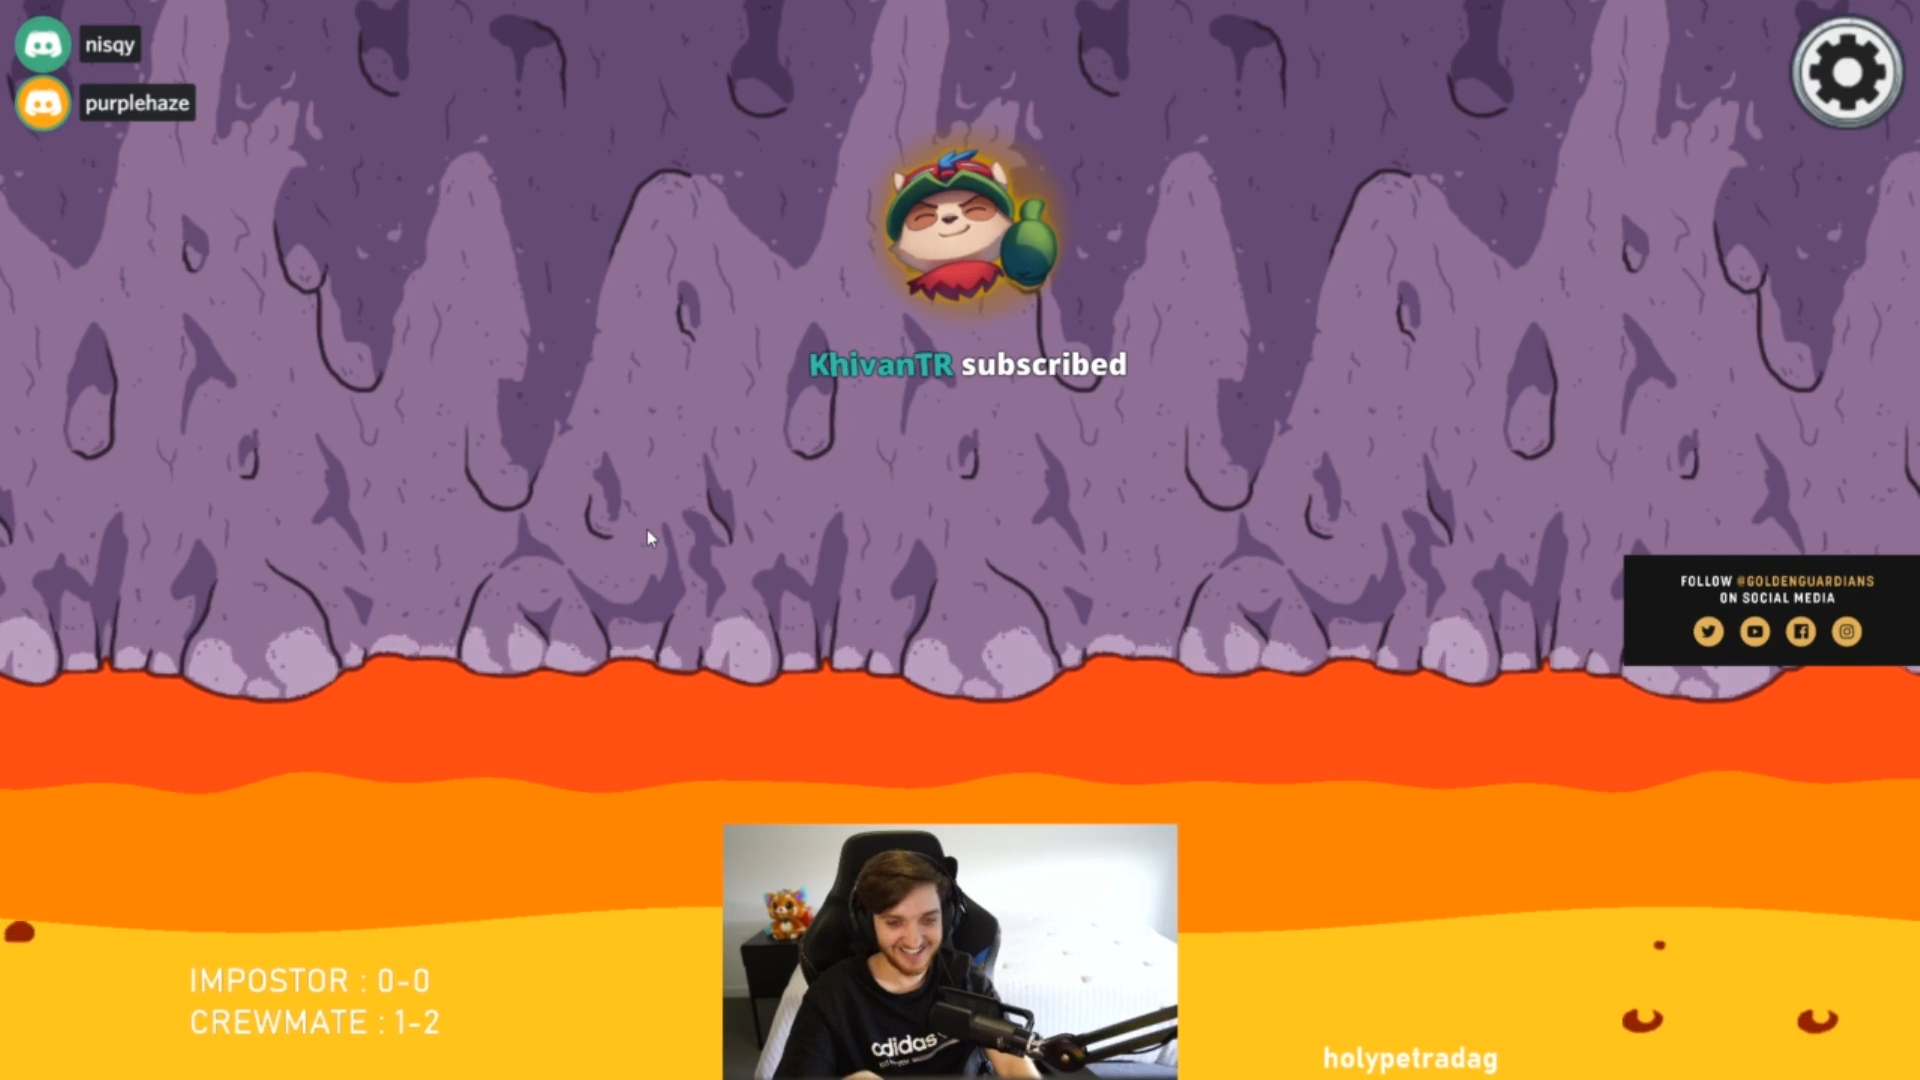 nisqy
purplehaze
KhivanTR subscribed
FOLLOW @GOLDENGUARDIANS
ON SOCIAL MEDIA
IMPOSTOR : 0-0
CREWMATE : 1-2
adidas
holypetradag